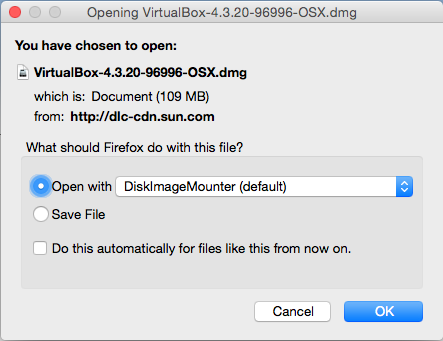 Opening VirtualBox-4.3.20-96996-OSX.dmg
You have chosen to open:
VirtualBox-4.3.20-96996-OSX.dmg
which is: Document (109 MB)
from: http://dlc-cdn.sun.com
What should Firefox do with this file?
Open with DiskImageMounter (default)
Save File
Do this automatically for files like this from now on.
Cancel OK